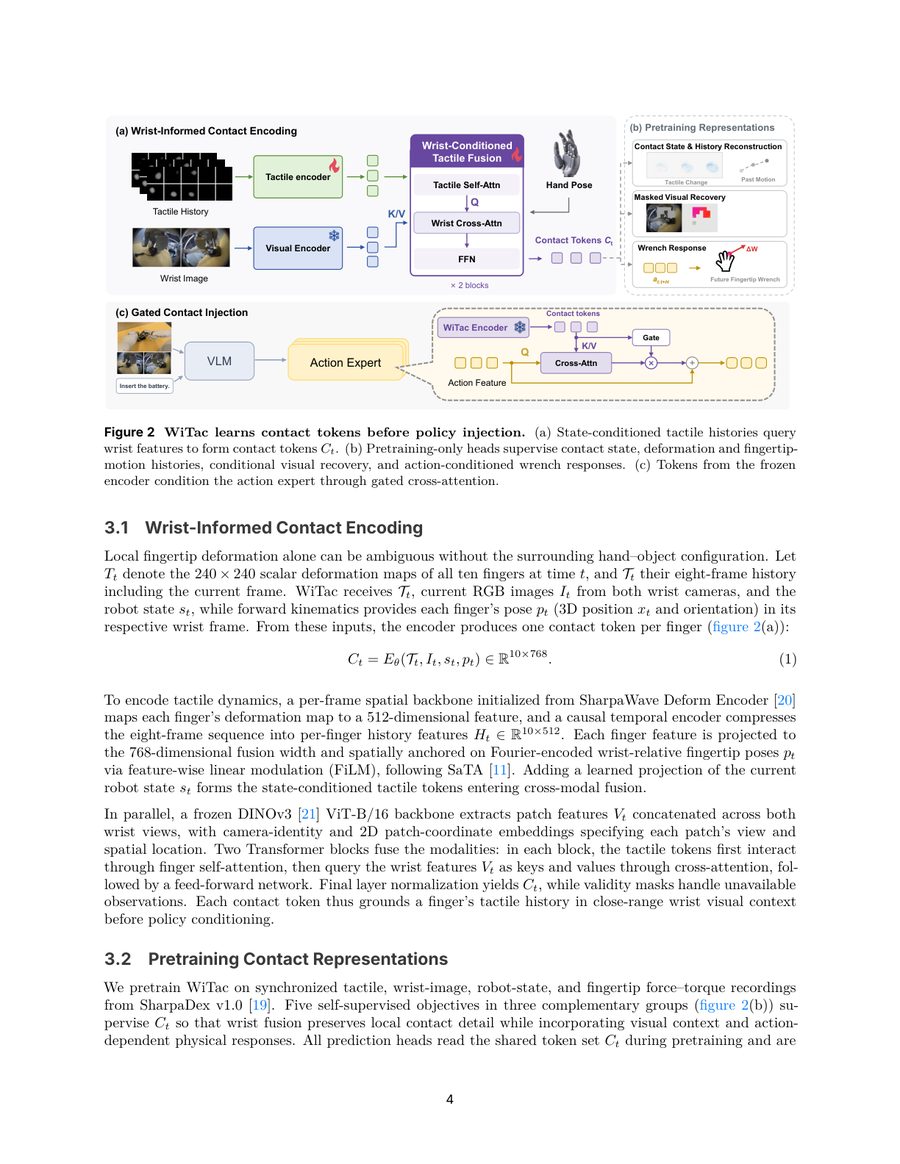 (a) Wrist-Informed Contact Encoding
Tactile History
Wrist Image
Tactile encoder
Visual Encoder
K/V
Wrist-Conditioned
Tactile Fusion
Tactile Self-Attn
Q
Wrist Cross-Attn
FFN
× 2 blocks
Hand Pose
Contact Tokens Cₜ
(b) Pretraining Representations
Contact State & History Reconstruction
Tactile Change
Past Motion
Masked Visual Recovery
Wrench Response
ΔW
Future Fingertip Wrench
(c) Gated Contact Injection
Insert the battery.
VLM
Action Expert
WiTac Encoder
Contact tokens
K/V
Gate
Q
Cross-Attn
×
+
Action Feature
Figure 2 WiTac learns contact tokens before policy injection. (a) State-conditioned tactile histories query
wrist features to form contact tokens Cₜ. (b) Pretraining-only heads supervise contact state, deformation and fingertip-
motion histories, conditional visual recovery, and action-conditioned wrench responses. (c) Tokens from the frozen
encoder condition the action expert through gated cross-attention.
3.1 Wrist-Informed Contact Encoding
Local fingertip deformation alone can be ambiguous without the surrounding hand–object configuration. Let
Tₜ denote the 240 × 240 scalar deformation maps of all ten fingers at time t, and 𝒯ₜ their eight-frame history
including the current frame. WiTac receives 𝒯ₜ, current RGB images Iₜ from both wrist cameras, and the
robot state sₜ, while forward kinematics provides each finger's pose pₜ (3D position xₜ and orientation) in its
respective wrist frame. From these inputs, the encoder produces one contact token per finger (figure 2(a)):
Cₜ = E_θ(𝒯ₜ, Iₜ, sₜ, pₜ) ∈ ℝ^{10×768}. (1)
To encode tactile dynamics, a per-frame spatial backbone initialized from SharpaWave Deform Encoder [20]
maps each finger's deformation map to a 512-dimensional feature, and a causal temporal encoder compresses
the eight-frame sequence into per-finger history features Hₜ ∈ ℝ^{10×512}. Each finger feature is projected to
the 768-dimensional fusion width and spatially anchored on Fourier-encoded wrist-relative fingertip poses pₜ
via feature-wise linear modulation (FiLM), following SaTA [11]. Adding a learned projection of the current
robot state sₜ forms the state-conditioned tactile tokens entering cross-modal fusion.
In parallel, a frozen DINOv3 [21] ViT-B/16 backbone extracts patch features Vₜ concatenated across both
wrist views, with camera-identity and 2D patch-coordinate embeddings specifying each patch's view and
spatial location. Two Transformer blocks fuse the modalities: in each block, the tactile tokens first interact
through finger self-attention, then query the wrist features Vₜ as keys and values through cross-attention, fol-
lowed by a feed-forward network. Final layer normalization yields Cₜ, while validity masks handle unavailable
observations. Each contact token thus grounds a finger's tactile history in close-range wrist visual context
before policy conditioning.
3.2 Pretraining Contact Representations
We pretrain WiTac on synchronized tactile, wrist-image, robot-state, and fingertip force–torque recordings
from SharpaDex v1.0 [19]. Five self-supervised objectives in three complementary groups (figure 2(b)) su-
pervise Cₜ so that wrist fusion preserves local contact detail while incorporating visual context and action-
dependent physical responses. All prediction heads read the shared token set Cₜ during pretraining and are
4